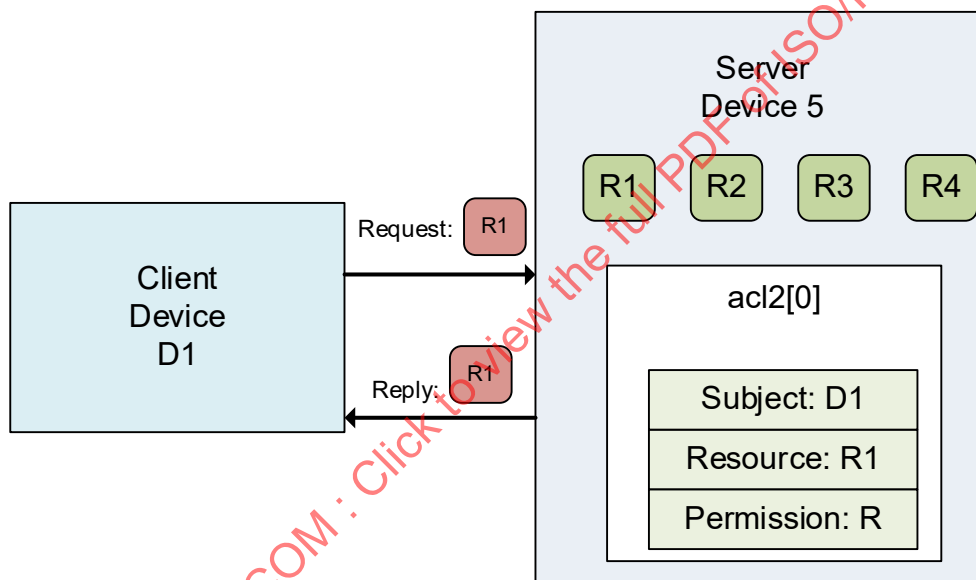 Server
Device 5
R1
R2
R3
R4
Request:
R1
Client
Device
D1
acl2[0]
Reply:
R1
Subject: D1
Resource: R1
Permission: R
COM : Click to view the full PDF of ISO/